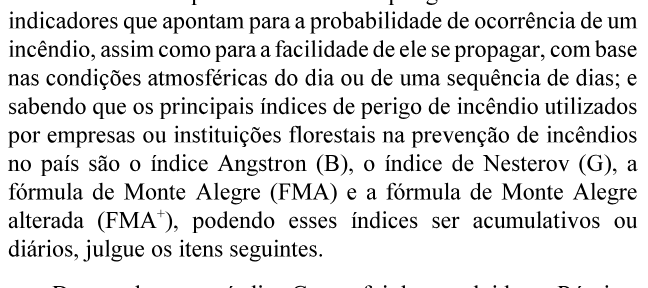 indicadores que apontam para a probabilidade de ocorrência de um
incêndio, assim como para a facilidade de ele se propagar, com base
nas condições atmosféricas do dia ou de uma sequência de dias; e
sabendo que os principais índices de perigo de incêndio utilizados
por empresas ou instituições florestais na prevenção de incêndios
no país são o índice Angstron (B), o índice de Nesterov (G), a
fórmula de Monte Alegre (FMA) e a fórmula de Monte Alegre
alterada (FMA⁺), podendo esses índices ser acumulativos ou
diários, julgue os itens seguintes.